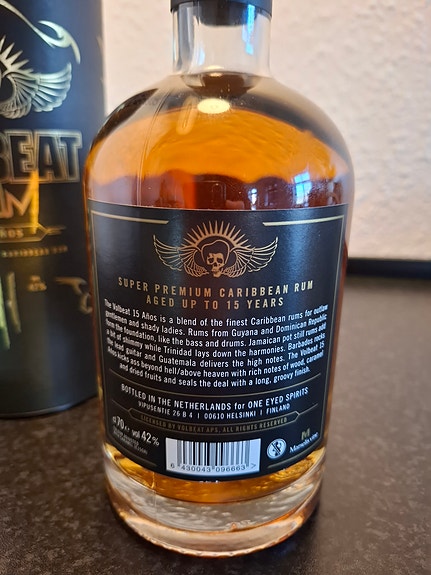 BEAT
SUPER PREMIUM CARIBBEAN RUM
AGED UP TO 15 YEARS
The Volbeat 15 Años is a blend of the finest Caribbean rums for outlaw
gentlemen and shady ladies. Rums from Guyana and Dominican Republic
form the foundation, like the bass and drums. Jamaican pot still rums add
a bit of shimmy while Trinidad lays down the harmonies. Barbados rocks
the lead guitar and Guatemala delivers the high notes. The Volbeat 15
Años kicks ass beyond hell/above heaven with rich notes of wood, caramel
and dried fruits and seals the deal with a long, groovy finish.
BOTTLED IN THE NETHERLANDS for ONE EYED SPIRITS
VIPUSENTIE 26 B 4 | 00610 HELSINKI | FINLAND
LICENSED BY VOLBEAT APS, ALL RIGHTS RESERVED
70 cl vol 42%
6 430043 096663 >